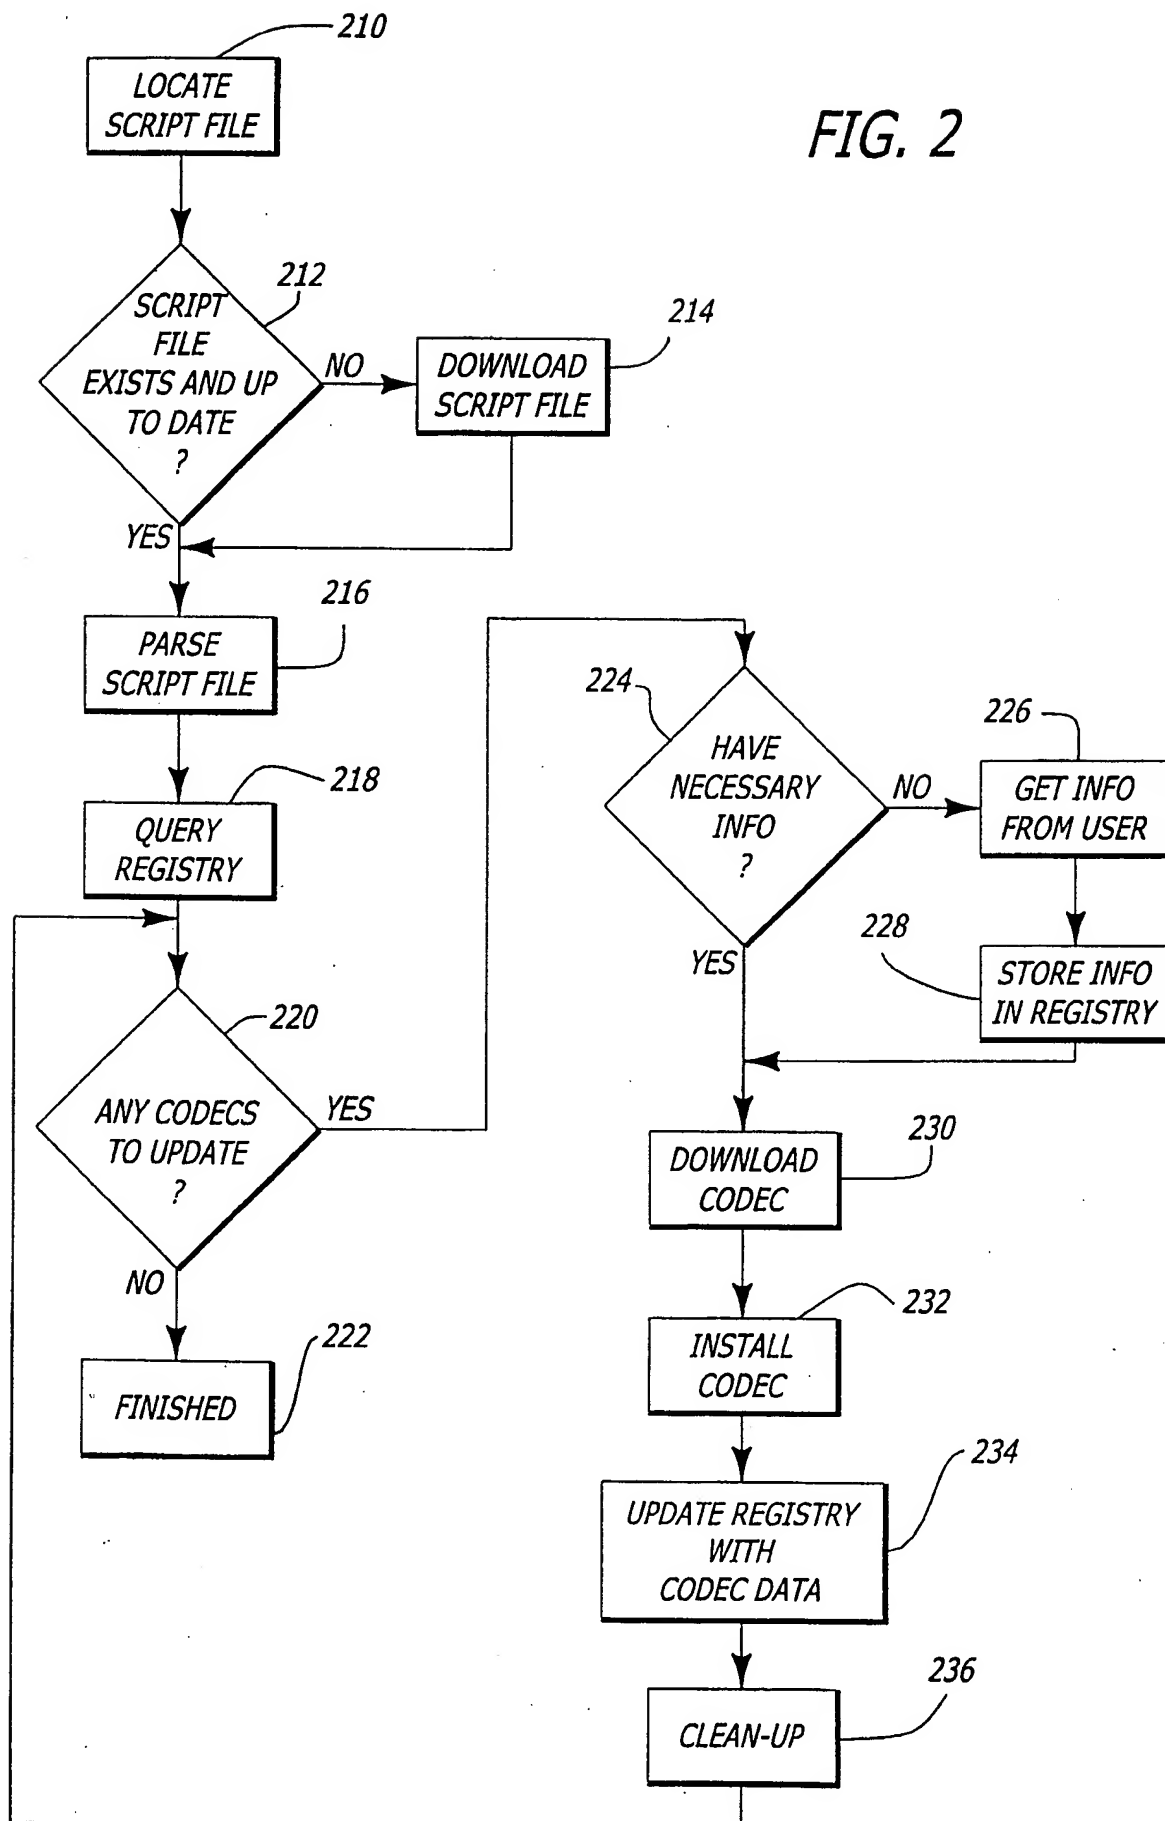 210
LOCATE
SCRIPT FILE
FIG. 2
212
SCRIPT
FILE
EXISTS AND UP
TO DATE
?
NO
214
DOWNLOAD
SCRIPT FILE
YES
216
PARSE
SCRIPT FILE
218
QUERY
REGISTRY
220
ANY CODECS
TO UPDATE
?
YES
NO
222
FINISHED
224
HAVE
NECESSARY
INFO
?
NO
226
GET INFO
FROM USER
228
STORE INFO
IN REGISTRY
YES
230
DOWNLOAD
CODEC
232
INSTALL
CODEC
234
UPDATE REGISTRY
WITH
CODEC DATA
236
CLEAN-UP